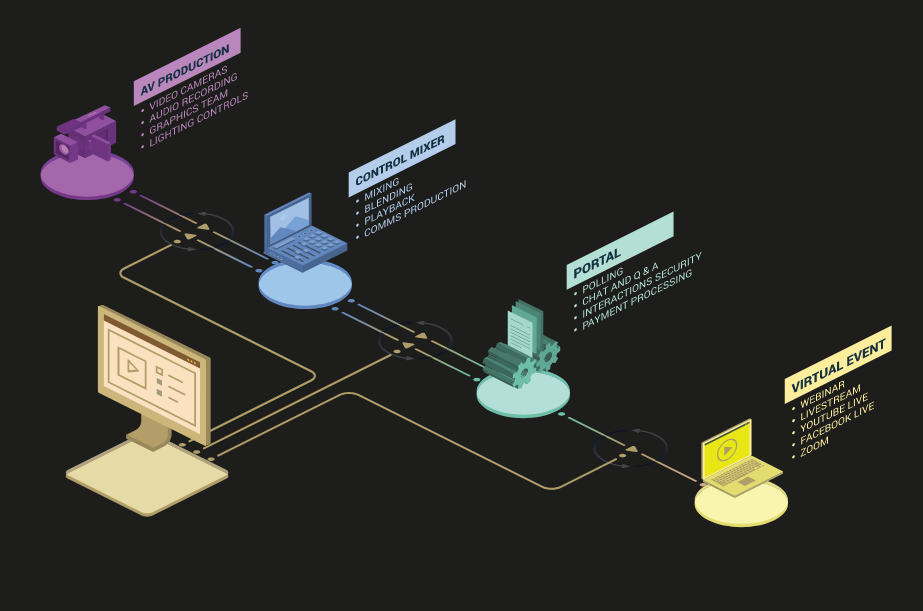 AV PRODUCTION
• VIDEO CAMERAS
• AUDIO RECORDING
• GRAPHICS TEAM
• LIGHTING CONTROLS
CONTROL MIXER
• MIXING
• BLENDING
• PLAYBACK
• COMMS PRODUCTION
PORTAL
• POLLING
• CHAT AND Q & A
• INTERACTIONS SECURITY
• PAYMENT PROCESSING
VIRTUAL EVENT
• WEBINAR
• LIVESTREAM
• YOUTUBE LIVE
• FACEBOOK LIVE
• ZOOM